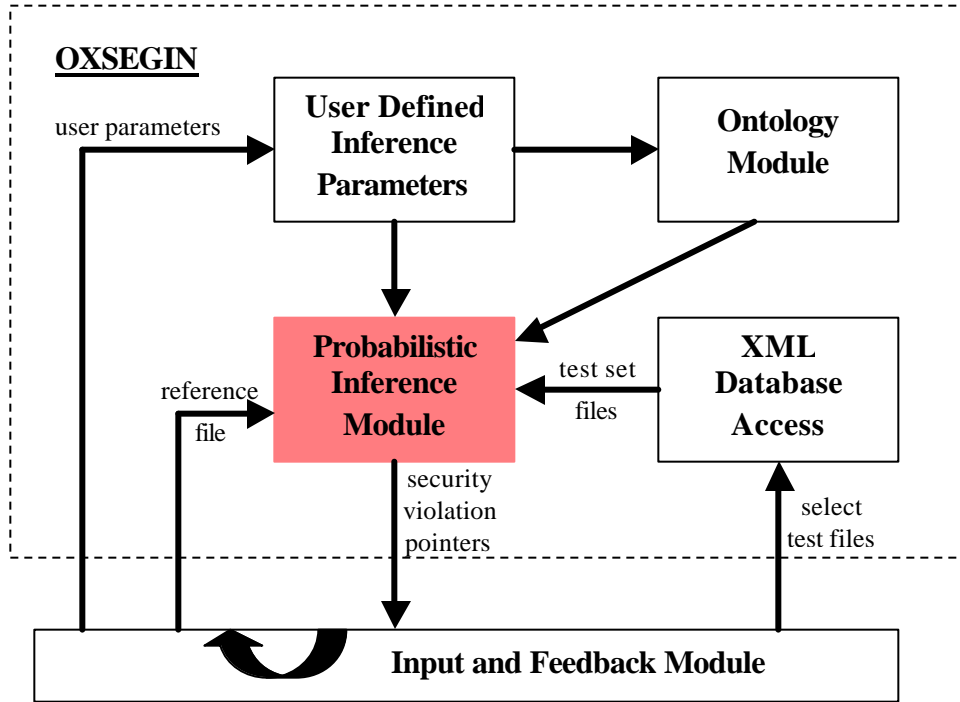 OXSEGIN
user parameters
User Defined
Inference
Parameters
Ontology
Module
Probabilistic
Inference
Module
reference
file
test set
files
XML
Database
Access
security
violation
pointers
select
test files
Input and Feedback Module